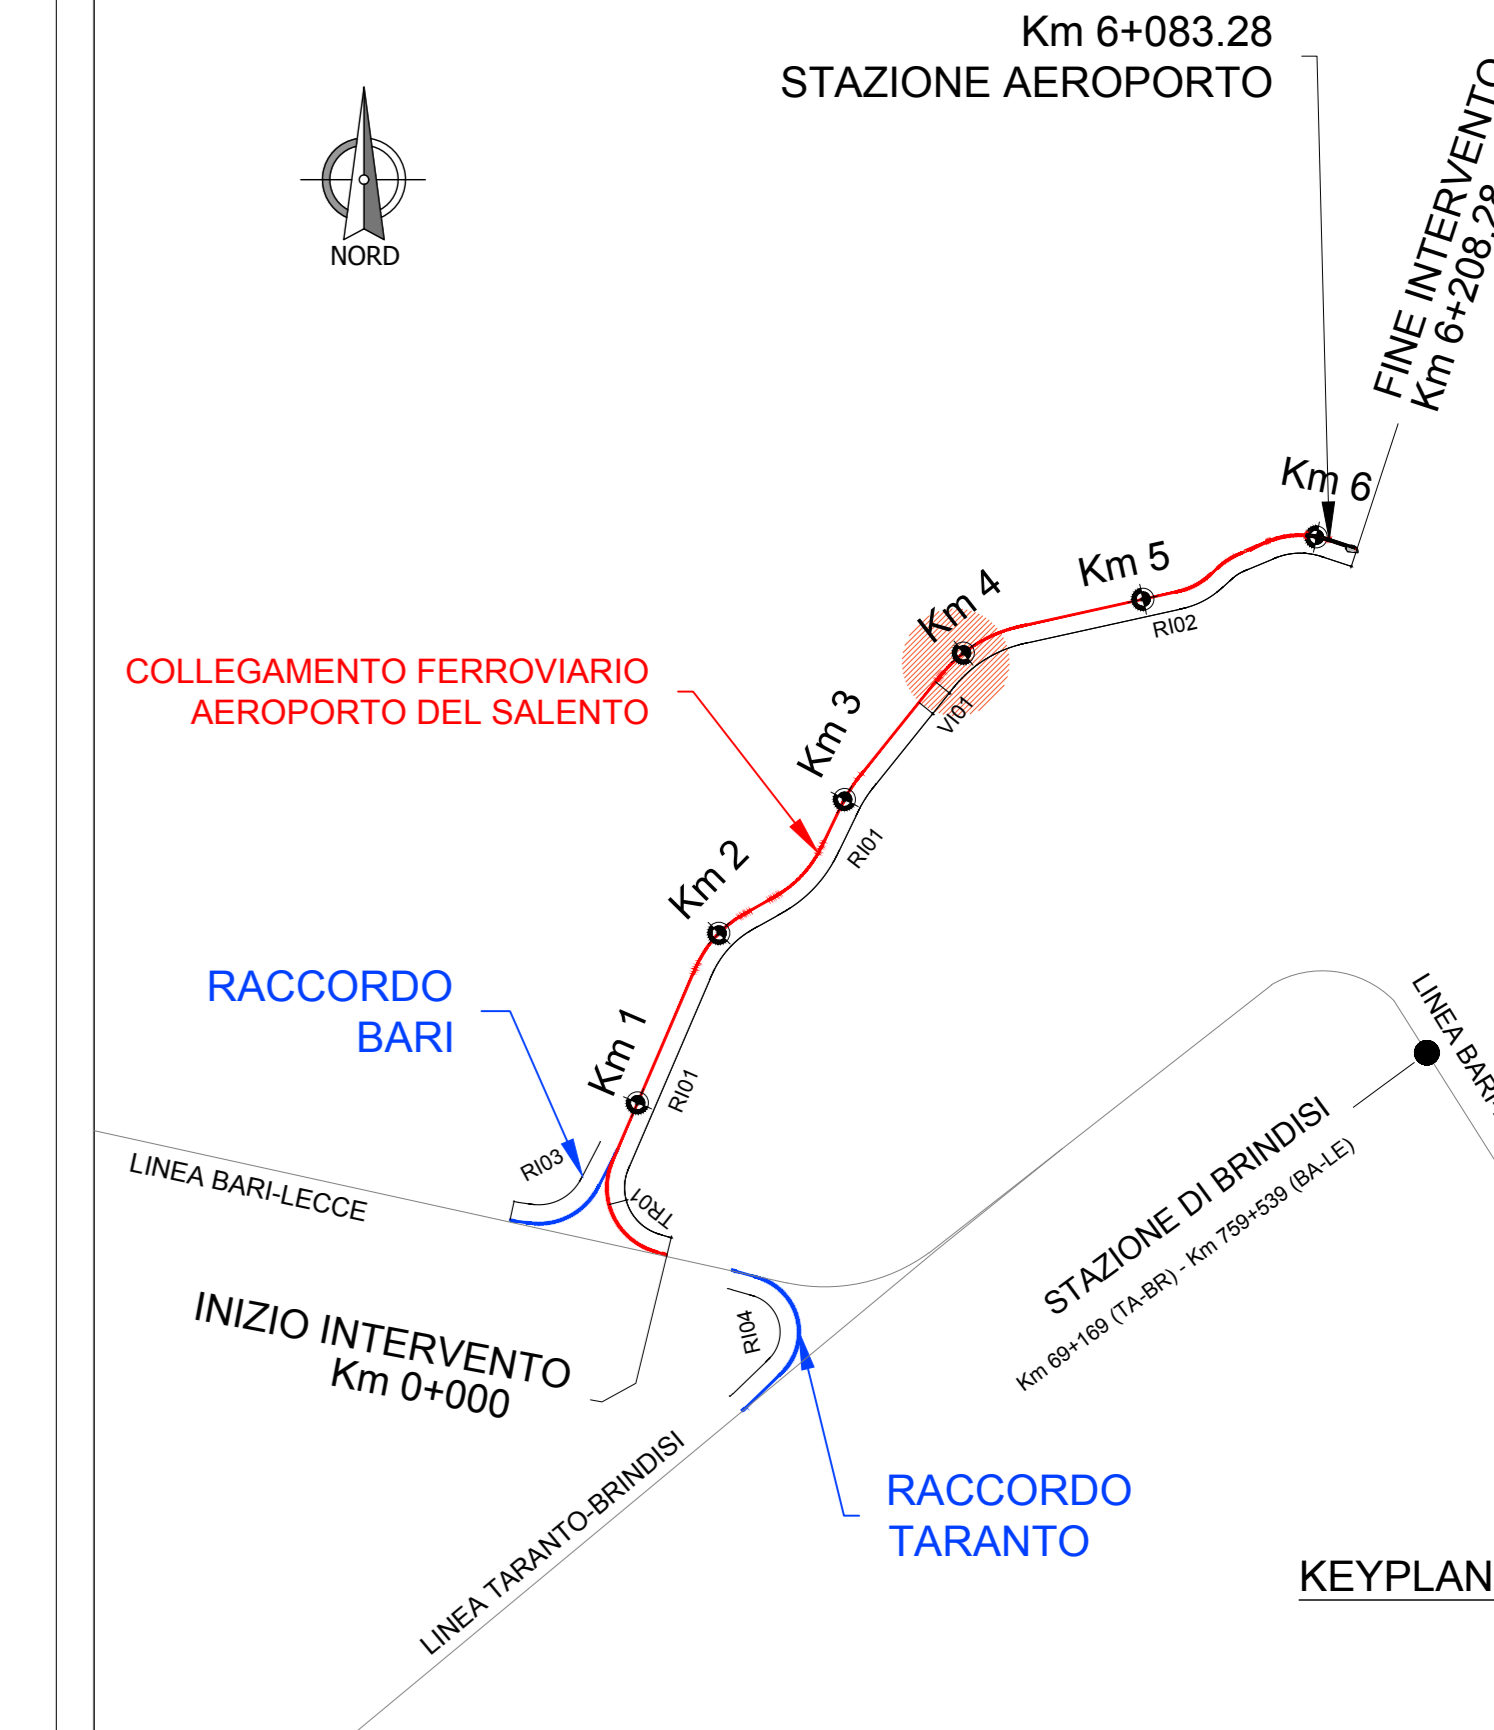 Km 6+083.28
STAZIONE AEROPORTO
FINE INTERVENTO
Km 6+208.28
NORD
Km 6
Km 5
Km 4
RI02
COLLEGAMENTO FERROVIARIO
AEROPORTO DEL SALENTO
VI01
Km 3
RI01
Km 2
RACCORDO
BARI
Km 1
RI01
LINEA BARI-
RI03
LINEA BARI-LECCE
TR01
STAZIONE DI BRINDISI
Km 69+169 (TA-BR) - Km 759+539 (BA-LE)
INIZIO INTERVENTO
Km 0+000
RI04
LINEA TARANTO-BRINDISI
RACCORDO
TARANTO
KEYPLAN